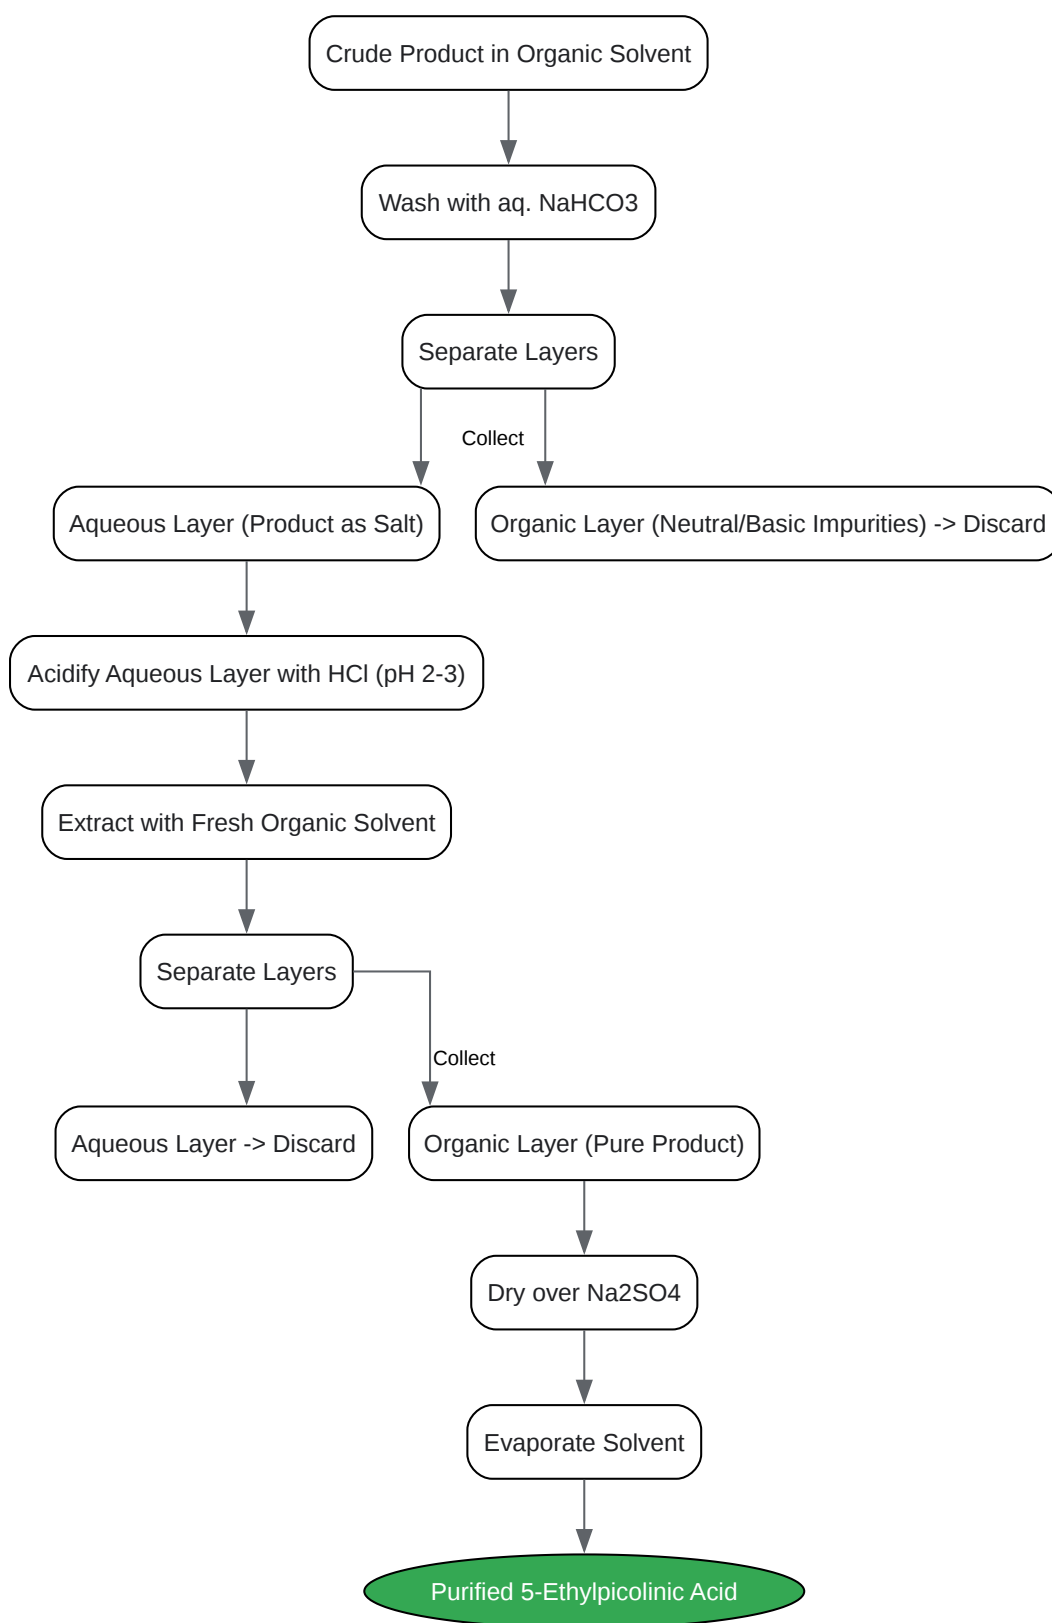 Crude Product in Organic Solvent
Wash with aq. NaHCO3
Separate Layers
Collect
Aqueous Layer (Product as Salt)
Organic Layer (Neutral/Basic Impurities) -> Discard
Acidify Aqueous Layer with HCl (pH 2-3)
Extract with Fresh Organic Solvent
Separate Layers
Collect
Aqueous Layer -> Discard
Organic Layer (Pure Product)
Dry over Na2SO4
Evaporate Solvent
Purified 5-Ethylpicolinic Acid